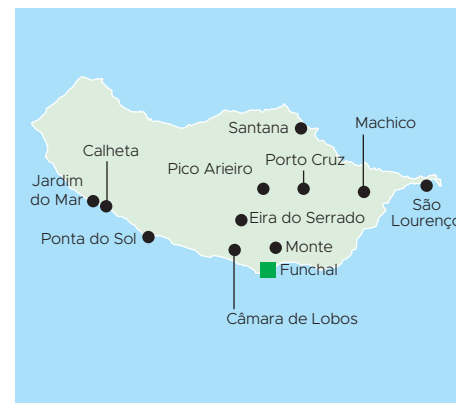 Santana
Machico
Calheta
Porto Cruz
Pico Arieiro
Jardim
do Mar
São
Lourenço
Eira do Serrado
Ponta do Sol
Monte
Funchal
Câmara de Lobos